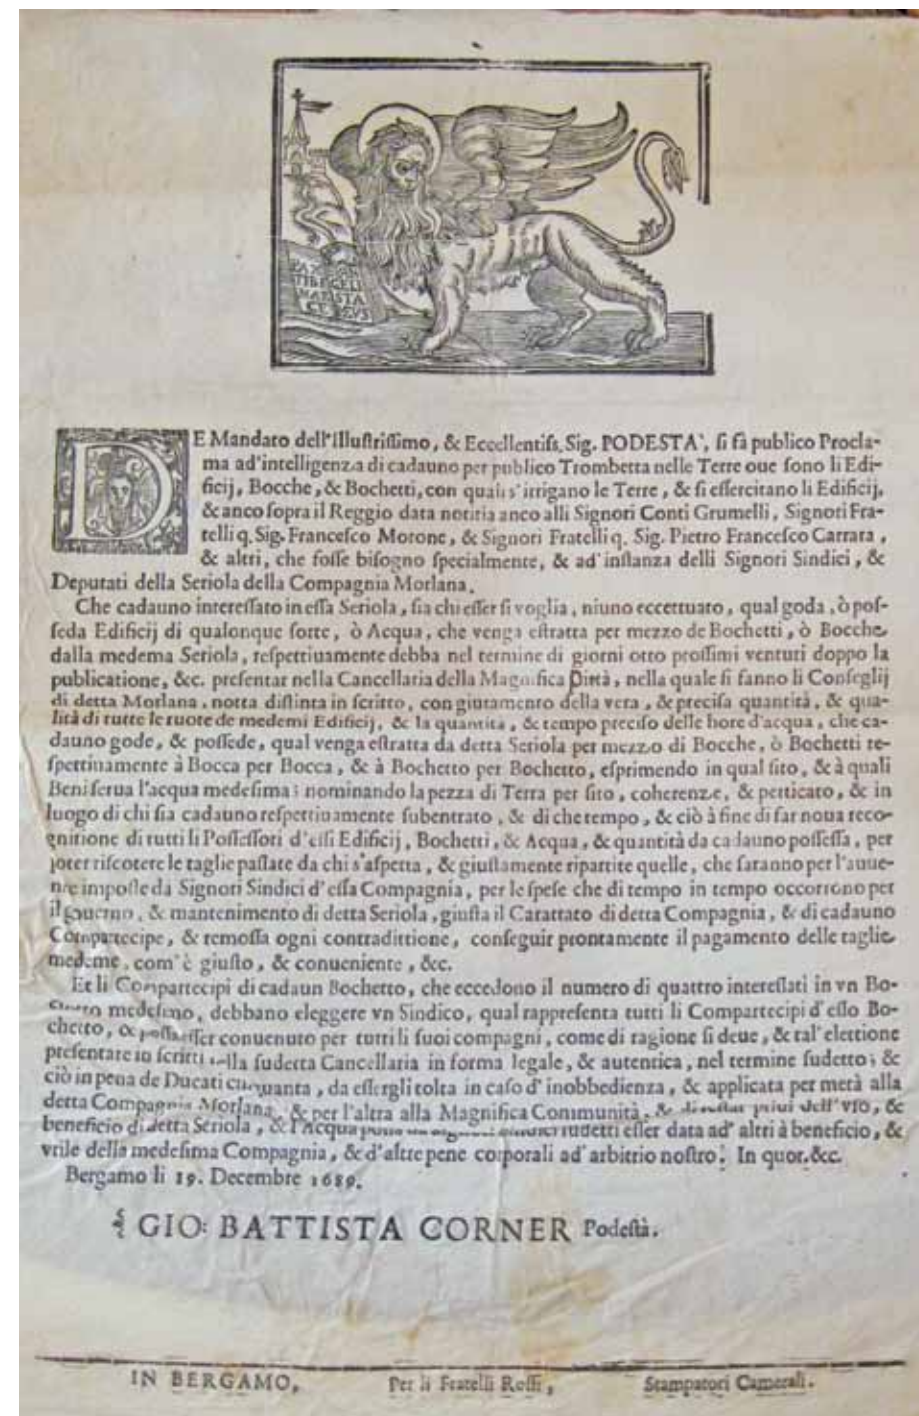 PAX
TIBI
E MandatO dell'Illuſtriſſimo, & Eccellentiſs. Sig. PODESTA', ſi fà publico Procla-
ma ad'intelligenza di cadauno per publico Trombetta nelle Terre oue ſono li Edi-
ficij, Bocche, & Bochetti, con quali s'irrigano le Terre, & ſi eſſercitano li Edificij,
& anco ſopra il Reggio data notitia anco alli Signori Conti Grumelli, Signori Fra-
telli q. Sig. Franceſco Morone, & Signori Fratelli q. Sig. Pietro Franceſco Carrara,
& altri, che foſſe biſogno ſpecialmente, & ad'inſtanza delli Signori Sindici, &
Deputati della Seriola della Compagnia Morlana.
Che cadauno intereſſato in eſſa Seriola, ſia chi eſſer ſi voglia, niuno eccettuato, qual goda, ò poſ-
ſeda Edificij di qualonque ſorte, ò Acqua, che venga eſtratta per mezzo de Bochetti, ò Bocche
dalla medema Seriola, reſpettiuamente debba nel termine di giorni otto proſſimi venturi doppo la
publicatione, &c. preſentar nella Cancellaria della Magnifica Pietà, nella quale ſi fanno li Conſeglij
di detta Morlana, notta diſtinta in ſcritto, con giuramento della vera, & preciſa quantità, & qua-
lità di tutte le ruote de medemi Edificij, & la quantità, & tempo preciſo delle hore d'acqua, che ca-
dauno gode, & poſſede, qual venga eſtratta da detta Seriola per mezzo di Bocche, ò Bochetti re-
ſpettiuamente à Bocca per Bocca, & à Bochetto per Bochetto, eſprimendo in qual ſito, & à quali
Beni ſerua l'acqua medeſima; nominando la pezza di Terra per ſito, coherenze, & perticato, & in
luogo di chi ſia cadauno reſpettiuamente ſubentrato, & di che tempo, & ciò à fine di far noua reco-
gnitione di tutti li Poſſeſſori d'eſſi Edificij, Bochetti, & Acqua, & quantità da cadauno poſſeſſa, per
poter riſcotere le taglie paſſate da chi s'aſpetta, & giuſtamente ripartite quelle, che ſaranno per l'auue-
nire impoſte da Signori Sindici d'eſſa Compagnia, per le ſpeſe che di tempo in tempo occorrono per
il gouerno, & mantenimento di detta Seriola, giuſta il Carattato di detta Compagnia, & di cadauno
Compartecipe, & remoſſa ogni contradittione, conſeguir prontamente il pagamento delle taglie
medeme, com'è giuſto, & conueniente, &c.
Et li Compartecipi di cadaun Bochetto, che eccedono il numero di quattro intereſſati in vn Bo-
chetto medeſimo, debbano eleggere vn Sindico, qual rappreſenta tutti li Compartecipi d'eſſo Bo-
chetto, & poſſa eſſer conuenuto per tutti li ſuoi compagni, come di ragione ſi deue, & tal'elettione
preſentare in ſcritti nella ſudetta Cancellaria in forma legale, & autentica, nel termine ſudetto; &
ciò in pena de Ducati cinquanta, da eſſergli tolta in caſo d'inobbedienza, & applicata per metà alla
detta Compagnia Morlana, & per l'altra alla Magnifica Communità, & di reſtar priui dell'vſo, &
beneficio di detta Seriola, & l'Acqua ſudetti eſſer data ad'altri à beneficio, &
vtile della medeſima Compagnia, & d'altre pene corporali ad'arbitrio noſtro. In quor. &c.
Bergamo li 19. Decembre 1689.
GIO: BATTISTA CORNER Podeſtà.
IN BERGAMO, Per li Fratelli Roſſi, Stampatori Camerali.